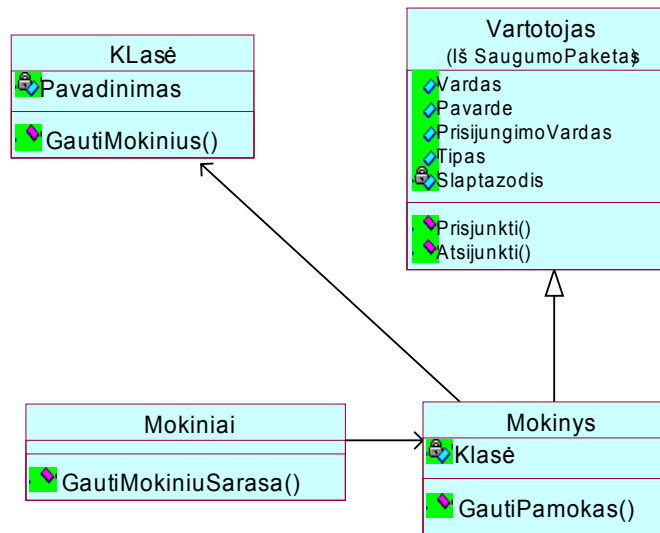 KLasė
Pavadinimas
GautiMokinius()
Vartotojas
(Iš SaugumoPaketas)
Vardas
Pavarde
PrisijungimoVardas
Tipas
Slaptazodis
Prisjunkti()
Atsijunkti()
Mokiniai
GautiMokiniuSarasa()
Mokinys
Klasė
GautiPamokas()